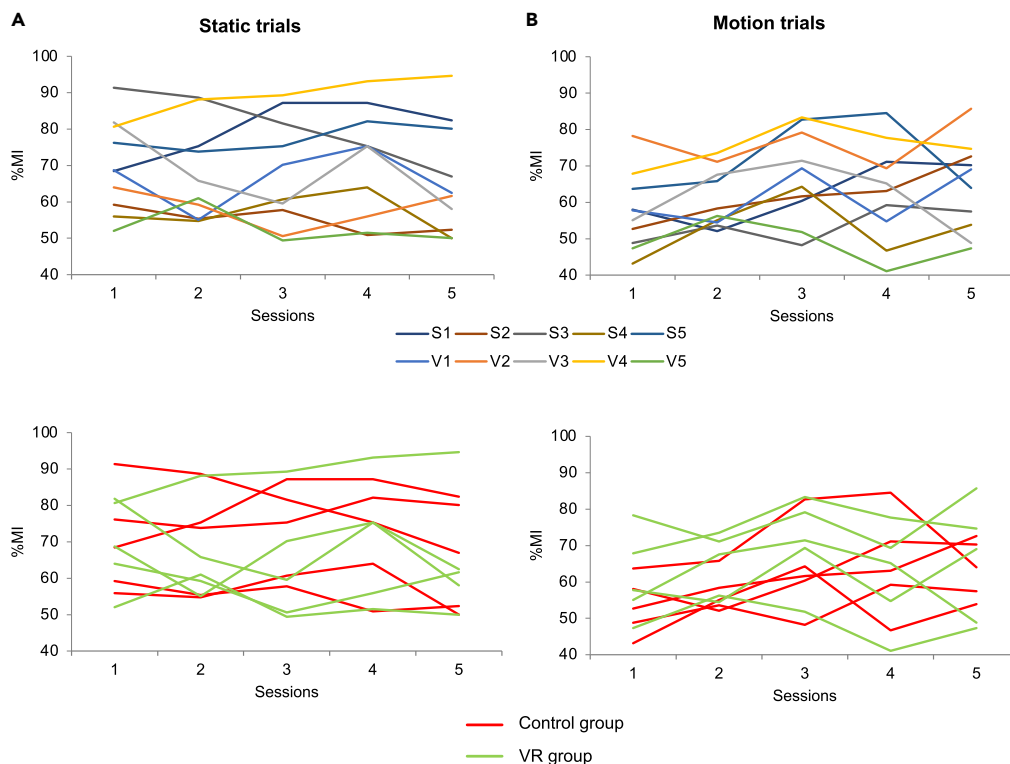 A
Static trials
%MI
100
90
80
70
60
50
40
1 2 3 4 5
Sessions
B
Motion trials
%MI
100
90
80
70
60
50
40
1 2 3 4 5
Sessions
S1 S2 S3 S4 S5
V1 V2 V3 V4 V5
%MI
100
90
80
70
60
50
40
1 2 3 4 5
Sessions
%MI
100
90
80
70
60
50
40
1 2 3 4 5
Sessions
Control group
VR group